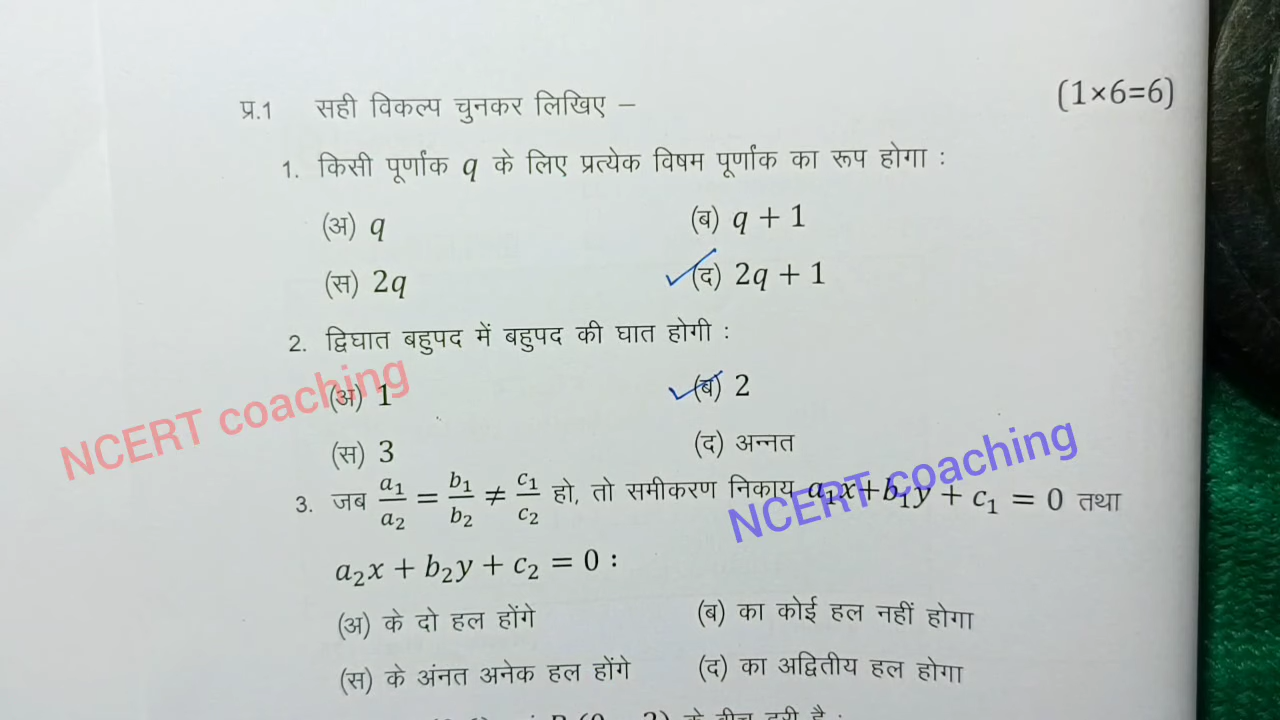 प्र.1 सही विकल्प चुनकर लिखिए – (1×6=6)
1. किसी पूर्णाक q के लिए प्रत्येक विषम पूर्णाक का रूप होगा :
(अ) q (ब) q + 1
(स) 2q (द) 2q + 1
2. द्विघात बहुपद में बहुपद की घात होगी :
NCERT coaching
(अ) 1 (ब) 2
(स) 3 (द) अन्नत
3. जब a₁/a₂ = b₁/b₂ ≠ c₁/c₂ हो, तो समीकरण निकाय a₁x+b₁y + c₁ = 0 तथा
NCERT coaching
a₂x + b₂y + c₂ = 0 :
(अ) के दो हल होंगे (ब) का कोई हल नहीं होगा
(स) के अंनत अनेक हल होंगे (द) का अद्वितीय हल होगा
के बीच दूरी है :